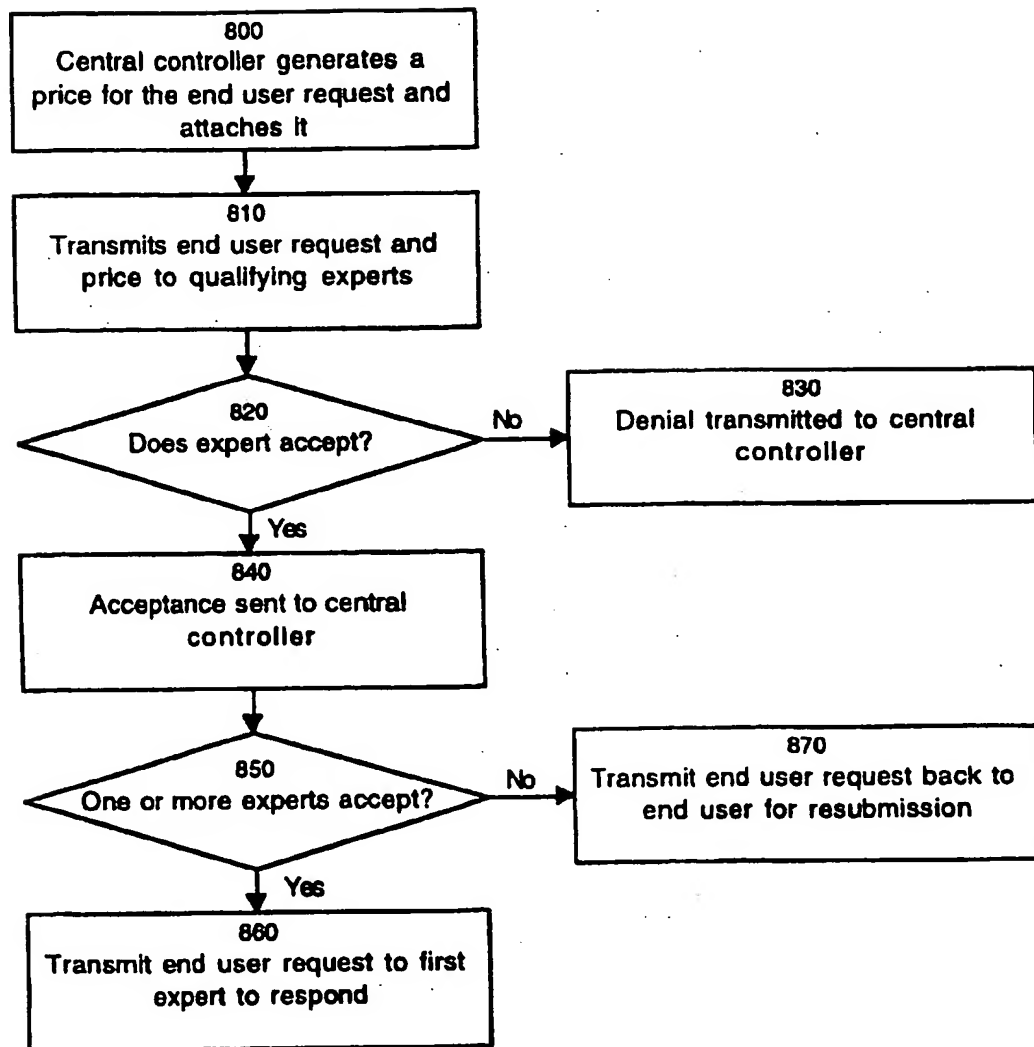 800
Central controller generates a
price for the end user request and
attaches it
810
Transmits end user request and
price to qualifying experts
820
Does expert accept?
No
830
Denial transmitted to central
controller
Yes
840
Acceptance sent to central
controller
850
One or more experts accept?
No
870
Transmit end user request back to
end user for resubmission
Yes
860
Transmit end user request to first
expert to respond